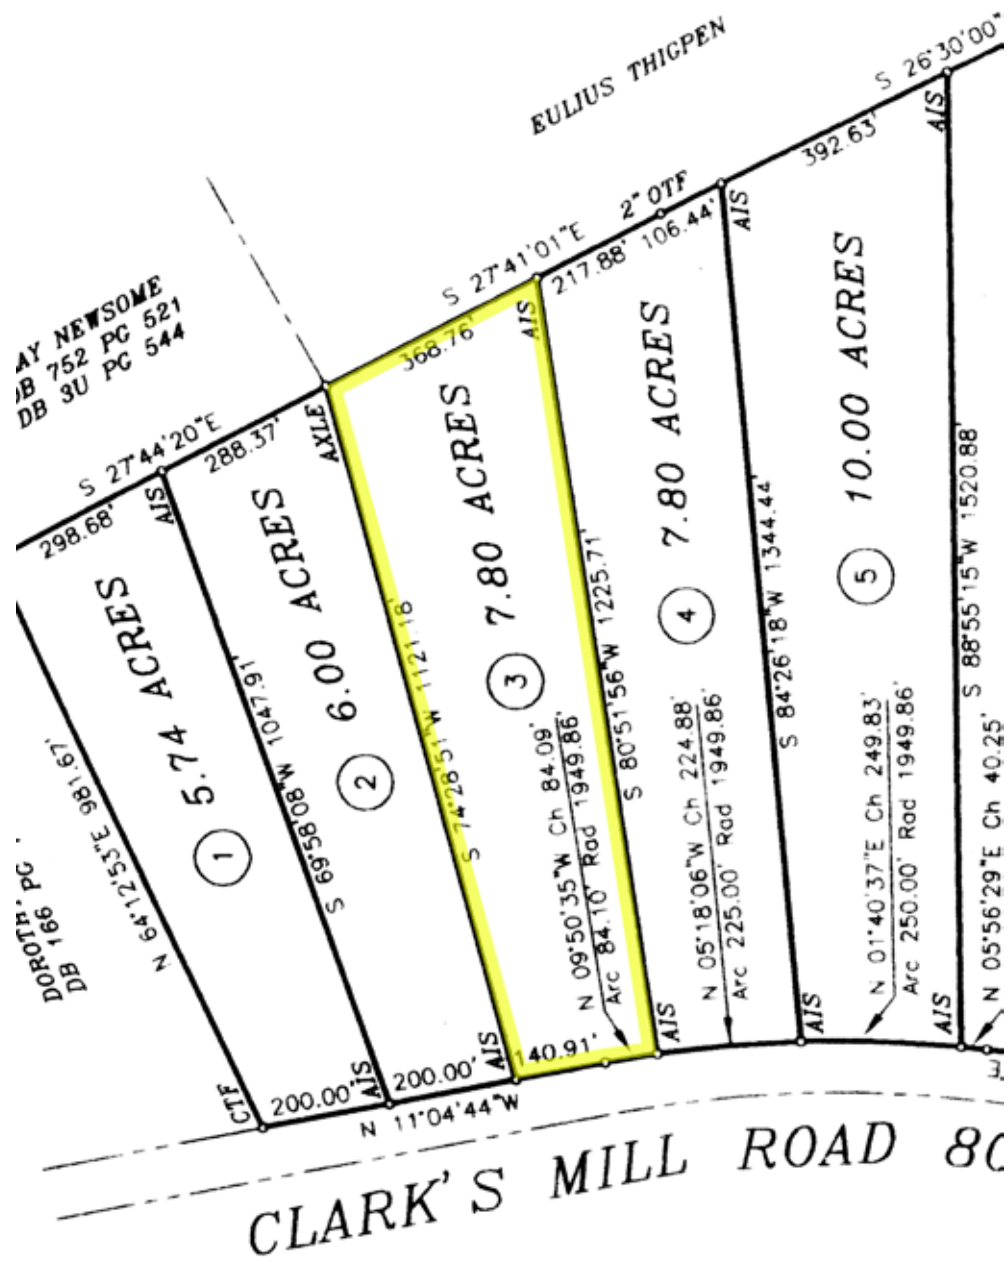 EULIUS THIGPEN
S 26°30'00"
392.63'
AIS
2" OTF
106.44'
AIS
S 27°41'01"E
217.88'
368.76'
AIS
AY NEWSOME
DB 752 PG 521
DB 3U PG 544
S 27°44'20"E
288.37'
AXLE
298.68'
AIS
5.74 ACRES
1
6.00 ACRES
2
7.80 ACRES
3
7.80 ACRES
4
10.00 ACRES
5
N 64°12'53"E 981.67'
S 69°58'08"W 1047.91'
S 74°28'51"W 1121.18'
S 80°51'56"W 1225.71'
S 84°26'18"W 1344.44'
S 88°55'15"W 1520.88'
N 09°50'35"W Ch 84.09'
Arc 84.10' Rad 1949.86'
N 05°18'06"W Ch 224.88'
Arc 225.00' Rad 1949.86'
N 01°40'37"E Ch 249.83'
Arc 250.00' Rad 1949.86'
N 05°56'29"E Ch 40.25'
DB 166 PG
CTF
200.00'
AIS
200.00'
AIS
140.91'
AIS
AIS
AIS
N 11°04'44"W
CLARK'S MILL ROAD 80